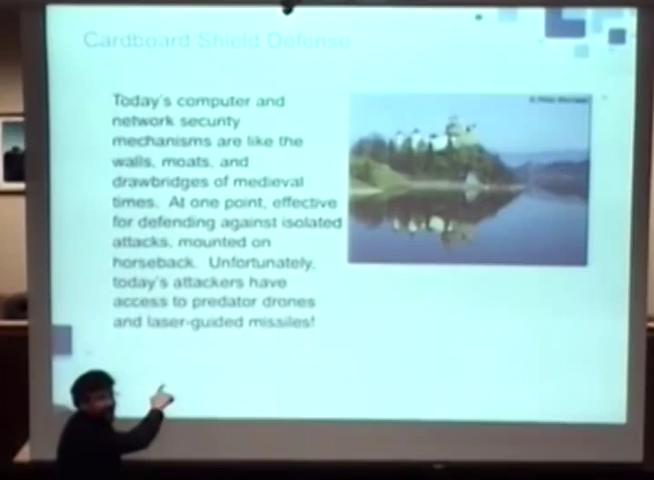 Cardboard Shield Defense
Today's computer and
network security
mechanisms are like the
walls, moats, and
drawbridges of medieval
times. At one point, effective
for defending against isolated
attacks, mounted on
horseback. Unfortunately,
today's attackers have
access to predator drones
and laser-guided missiles!